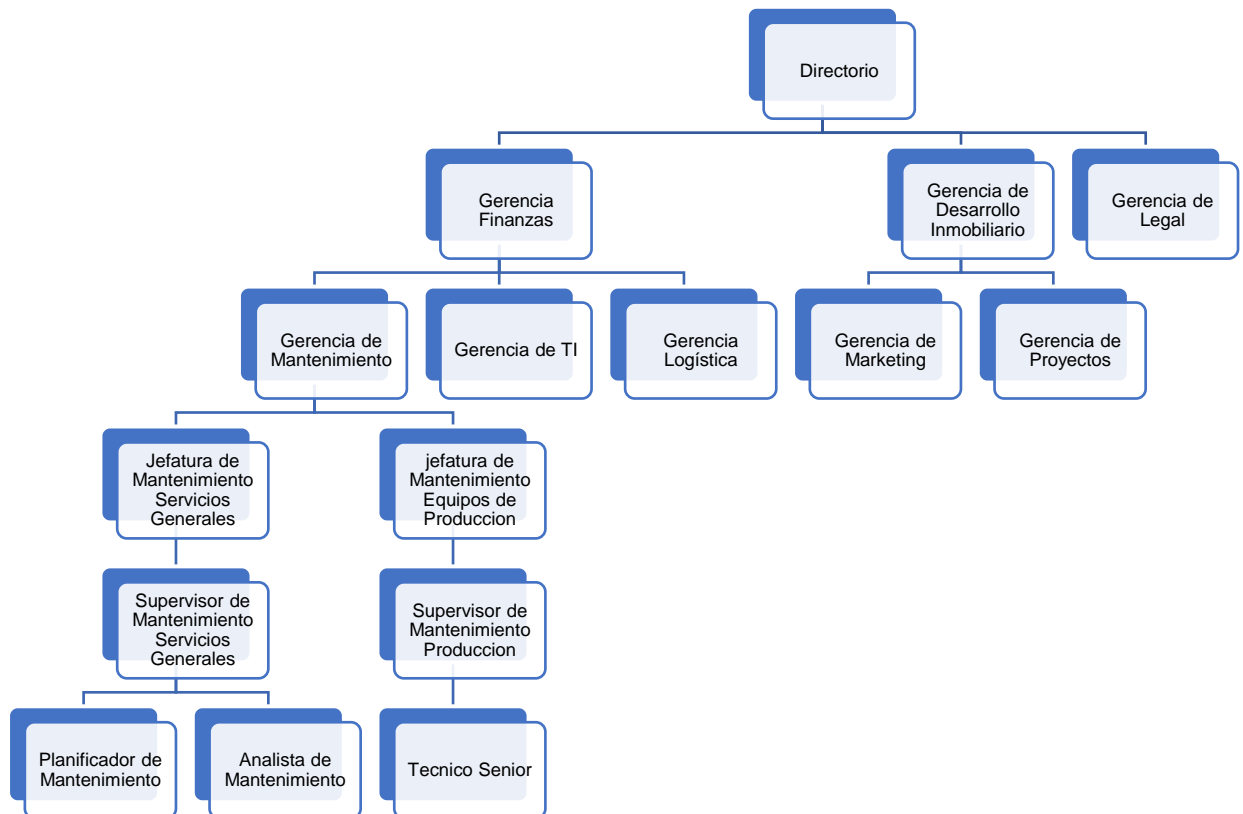 Directorio
Gerencia
Finanzas
Gerencia de
Desarrollo
Inmobiliario
Gerencia de
Legal
Gerencia de
Mantenimiento
Gerencia de TI
Gerencia
Logística
Gerencia de
Marketing
Gerencia de
Proyectos
Jefatura de
Mantenimiento
Servicios
Generales
jefatura de
Mantenimiento
Equipos de
Produccion
Supervisor de
Mantenimiento
Servicios
Generales
Supervisor de
Mantenimiento
Produccion
Planificador de
Mantenimiento
Analista de
Mantenimiento
Tecnico Senior